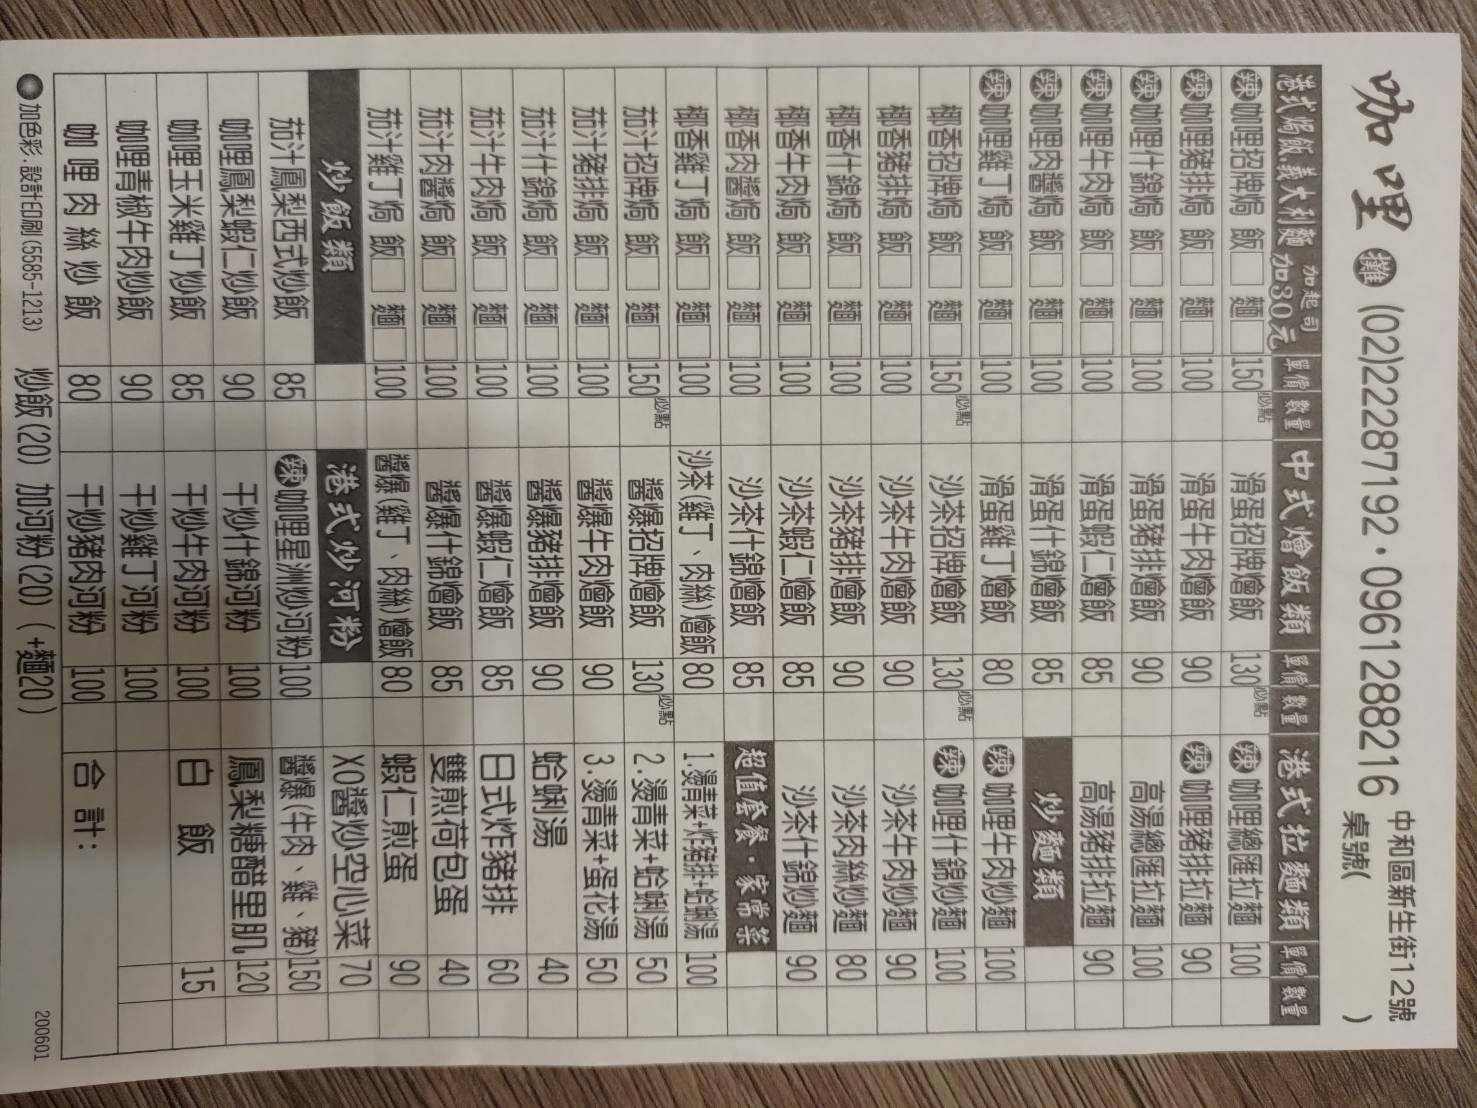 咖哩攤 (02)22287192·0961288216 中和區新生街12號
桌號( )
港式焗飯.義大利麵 加起司加30元 單價 數量
辣 咖哩招牌焗 飯 麵 150 必點
辣 咖哩豬排焗 飯 麵 100
辣 咖哩什錦焗 飯 麵 100
辣 咖哩牛肉焗 飯 麵 100
辣 咖哩肉醬焗 飯 麵 100
辣 咖哩雞丁焗 飯 麵 100
椰香招牌焗 飯 麵 150 必點
椰香豬排焗 飯 麵 100
椰香什錦焗 飯 麵 100
椰香牛肉焗 飯 麵 100
椰香肉醬焗 飯 麵 100
椰香雞丁焗 飯 麵 100
茄汁招牌焗 飯 麵 150 必點
茄汁豬排焗 飯 麵 100
茄汁什錦焗 飯 麵 100
茄汁牛肉焗 飯 麵 100
茄汁肉醬焗 飯 麵 100
茄汁雞丁焗 飯 麵 100
炒飯類
茄汁鳳梨西式炒飯 85
咖哩鳳梨蝦仁炒飯 90
咖哩玉米雞丁炒飯 85
咖哩青椒牛肉炒飯 90
咖哩肉絲炒飯 80
中式燴飯類 單價 數量
滑蛋招牌燴飯 130 必點
滑蛋牛肉燴飯 90
滑蛋豬排燴飯 90
滑蛋蝦仁燴飯 85
滑蛋什錦燴飯 85
滑蛋雞丁燴飯 80
沙茶招牌燴飯 130 必點
沙茶牛肉燴飯 90
沙茶豬排燴飯 90
沙茶蝦仁燴飯 85
沙茶什錦燴飯 85
沙茶(雞丁、肉絲)燴飯 80
醬爆招牌燴飯 130 必點
醬爆牛肉燴飯 90
醬爆豬排燴飯 90
醬爆蝦仁燴飯 85
醬爆什錦燴飯 85
醬爆(雞丁、肉絲)燴飯 80
港式炒河粉
辣 咖哩星洲炒河粉 100
干炒什錦河粉 100
干炒牛肉河粉 100
干炒雞丁河粉 100
干炒豬肉河粉 100
港式拉麵類 單價 數量
辣 咖哩總匯拉麵 100
辣 咖哩豬排拉麵 90
高湯總匯拉麵 100
高湯豬排拉麵 90
炒麵類
辣 咖哩牛肉炒麵 100
辣 咖哩什錦炒麵 100
沙茶牛肉炒麵 90
沙茶肉絲炒麵 80
沙茶什錦炒麵 90
超值套餐·家常菜
1.燙青菜+炸豬排+蛤蜊湯 100
2.燙青菜+蛤蜊湯 50
3.燙青菜+蛋花湯 50
蛤蜊湯 40
日式炸豬排 60
雙煎荷包蛋 40
蝦仁煎蛋 90
XO醬炒空心菜 70
醬爆(牛肉、雞、豬) 150
鳳梨糖醋里肌 120
白飯 15
合計:
加色彩.設計印刷(5585-1213) 炒飯(20) 加河粉(20) (+麵20) 200601